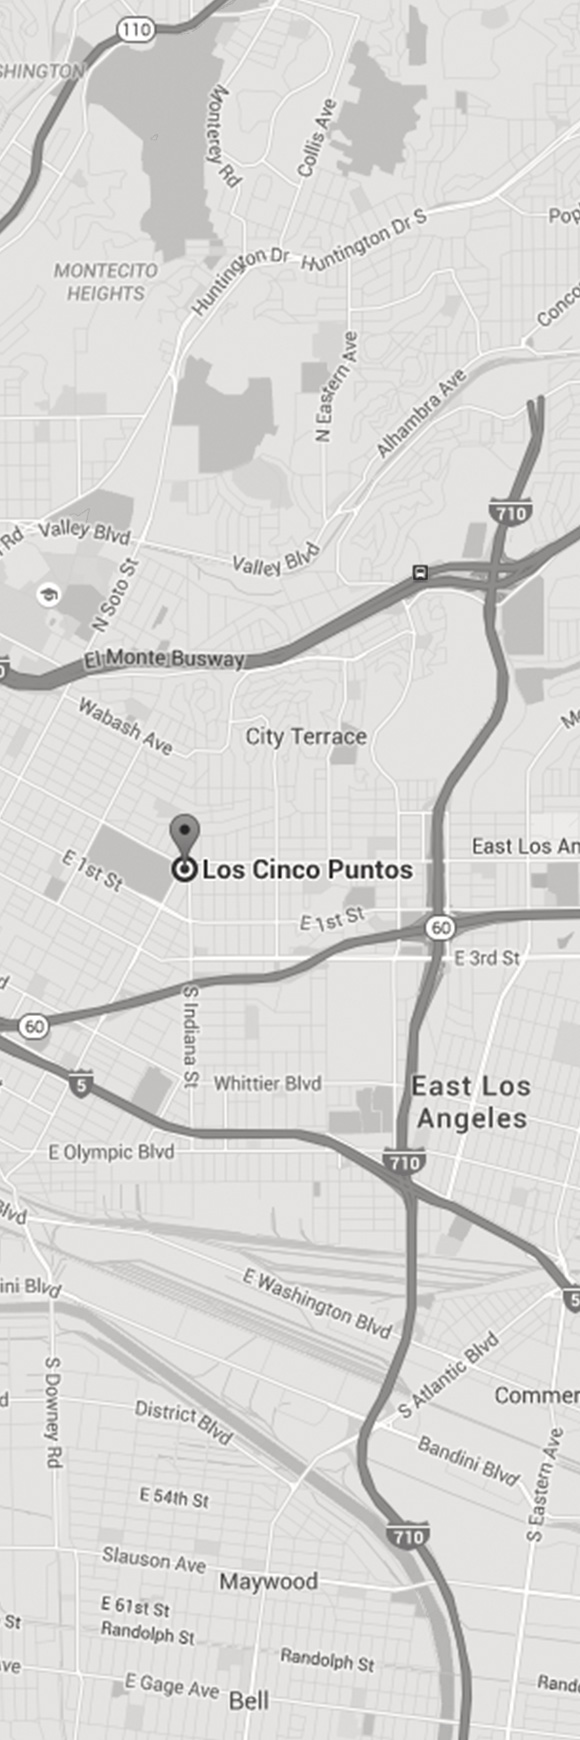 110
SHINGTON
Monterey Rd
Collis Ave
Huntington Dr
Huntington Dr S
MONTECITO
HEIGHTS
N Eastern Ave
Alhambra Ave
710
Rd
Valley Blvd
Valley Blvd
N Soto St
El Monte Busway
Wabash Ave
City Terrace
East Los An
E 1st St
Los Cinco Puntos
E 1st St
60
E 3rd St
S Indiana St
60
5
Whittier Blvd
East Los
Angeles
E Olympic Blvd
710
Blvd
E Washington Blvd
ini Blvd
5
S Atlantic Blvd
S Downey Rd
Commer
District Blvd
Bandini Blvd
S Eastern Ave
E 54th St
710
Slauson Ave
Maywood
E 61st St
St
Randolph St
Randolph St
ve
E Gage Ave
Rand
Bell